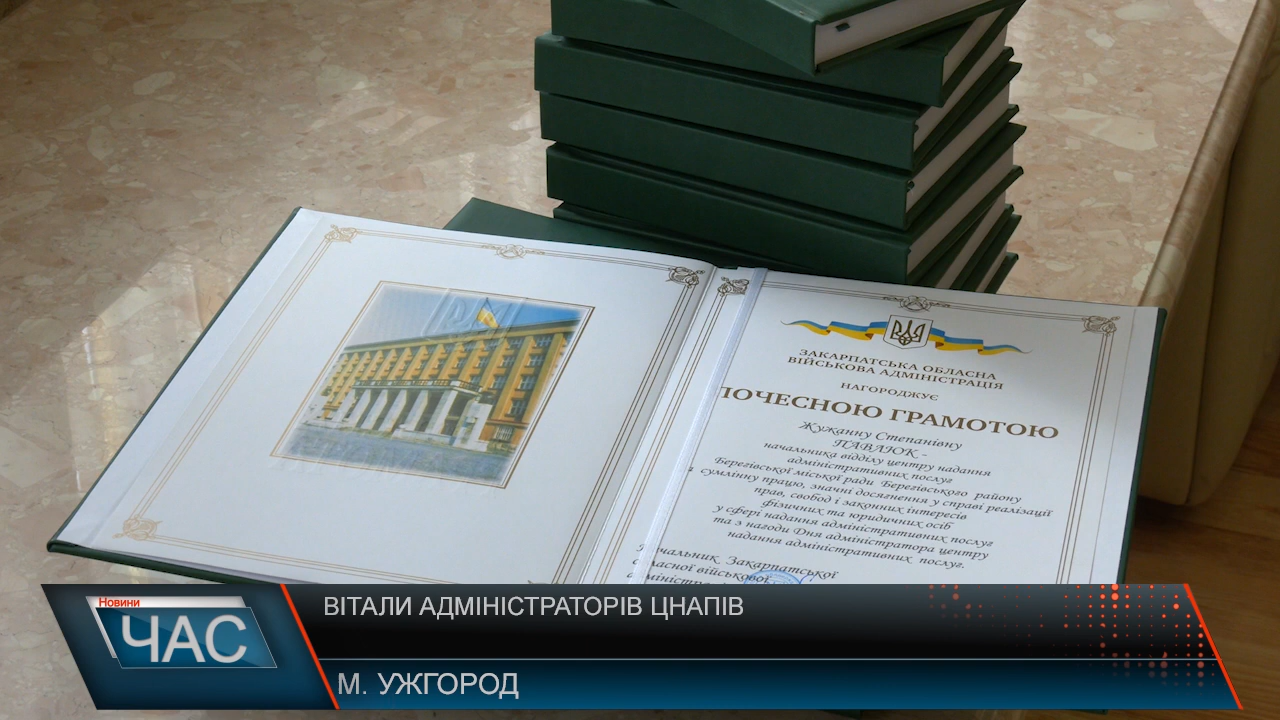 ЗАКАРПАТСЬКА ОБЛАСНА
ВІЙСЬКОВА АДМІНІСТРАЦІЯ
НАГОРОДЖУЄ
ПОЧЕСНОЮ ГРАМОТОЮ
Жужанну Степанівну
ПАВЛЮК -
начальника відділу центру надання
адміністративних послуг
Берегівської міської ради Берегівського району
а сумлінну працю, значні досягнення у справі реалізації
прав, свобод і законних інтересів
фізичних та юридичних осіб
у сфері надання адміністративних послуг
та з нагоди Дня адміністратора центру
надання адміністративних послуг.
Начальник Закарпатської
обласної військової
Новини
ЧАС
ВІТАЛИ АДМІНІСТРАТОРІВ ЦНАПІВ
М. УЖГОРОД